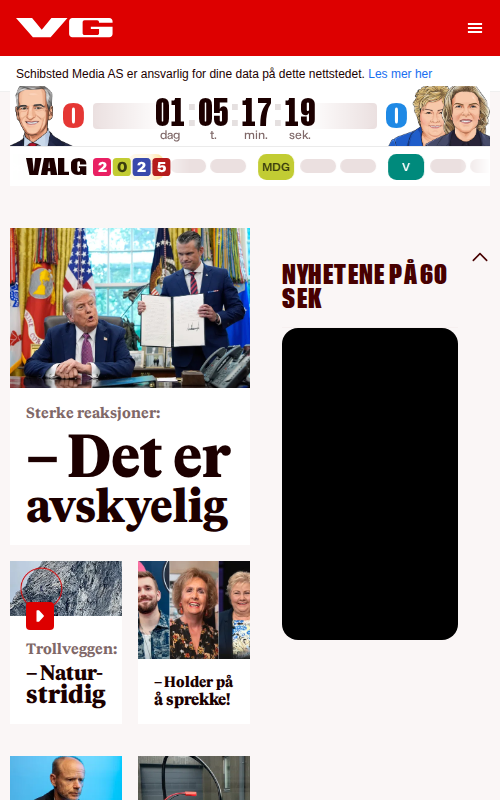 VG
Schibsted Media AS er ansvarlig for dine data på dette nettstedet. Les mer her
0 01:05:17:19 0
dag t. min. sek.
VALG 2025 MDG V
NYHETENE PÅ 60
SEK
Sterke reaksjoner:
– Det er
avskyelig
Trollveggen:
– Natur-
stridig
– Holder på
å sprekke!